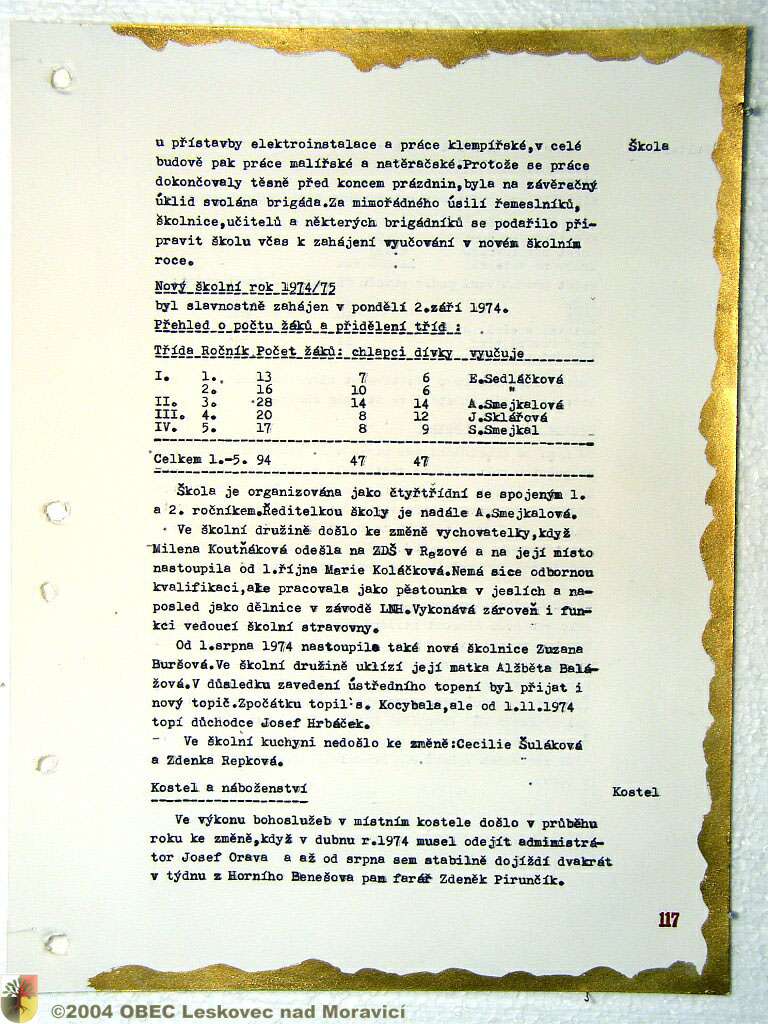 u přístavby elektroinstalace a práce klempířské,v celé Škola
budově pak práce malířské a natěračské.Protože se práce
dokončovaly těsně před koncem prázdnin,byla na závěrečný
úklid svolána brigáda.Za mimořádného úsilí řemeslníků,
školnice,učitelů a některých brigádníků se podařilo při-
pravit školu včas k zahájení vyučování v novém školním
roce.
Nový školní rok 1974/75
byl slavnostně zahájen v pondělí 2.září 1974.
Přehled o počtu žáků a přidělení tříd :
Třída Ročník Počet žáků: chlapci dívky vyučuje
I. 1. 13 7 6 E.Sedláčková
2. 16 10 6 "
II. 3. 28 14 14 A.Smejkalová
III. 4. 20 8 12 J.Sklářová
IV. 5. 17 8 9 S.Smejkal
Celkem 1.-5. 94 47 47
Škola je organizována jako čtyřtřídní se spojeným 1.
a 2. ročníkem.Ředitelkou školy je nadále A.Smejkalová.
Ve školní družině došlo ke změně vychovatelky,když
Milena Koutňáková odešla na ZDŠ v Razové a na její místo
nastoupila od 1.října Marie Koláčková.Nemá sice odbornou
kvalifikaci,ale pracovala jako pěstounka v jeslích a na-
posled jako dělnice v závodě LNH.Vykonává zároveň i fun-
kci vedoucí školní stravovny.
Od 1.srpna 1974 nastoupila také nová školnice Zuzana
Buršová.Ve školní družině uklízí její matka Alžběta Balá-
žová.V důsledku zavedení ústředního topení byl přijat i
nový topič.Zpočátku topil s. Kocybala,ale od 1.11.1974
topí důchodce Josef Hrbáček.
Ve školní kuchyni nedošlo ke změně:Cecilie Šuláková
a Zdenka Repková.
Kostel a náboženství Kostel
Ve výkonu bohoslužeb v místním kostele došlo v průběhu
roku ke změně,když v dubnu r.1974 musel odejít administrá-
tor Josef Orava a až od srpna sem stabilně dojíždí dvakrát
v týdnu z Horního Benešova pan farář Zdeněk Pirunčík.
117
©2004 OBEC Leskovec nad Moravicí